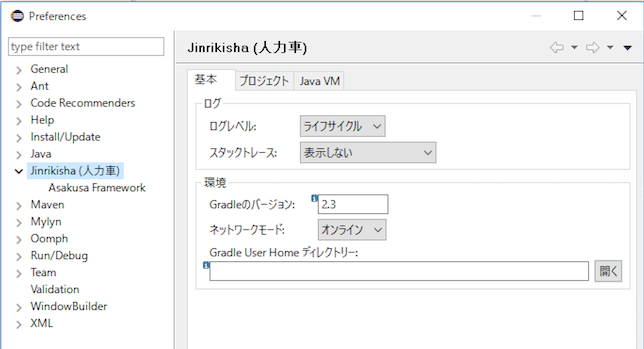 Preferences
type filter text
General
Ant
Code Recommenders
Help
Install/Update
Java
Jinrikisha (人力車)
Asakusa Framework
Maven
Mylyn
Oomph
Run/Debug
Team
Validation
WindowBuilder
XML
Jinrikisha (人力車)
基本 プロジェクト Java VM
ログ
ログレベル: ライフサイクル
スタックトレース: 表示しない
環境
Gradleのバージョン: 2.3
ネットワークモード: オンライン
Gradle User Home ディレクトリー:
開く